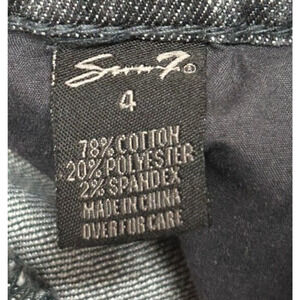 Seven7®
4
78% COTTON
20% POLYESTER
2% SPANDEX
MADE IN CHINA
OVER FOR CARE